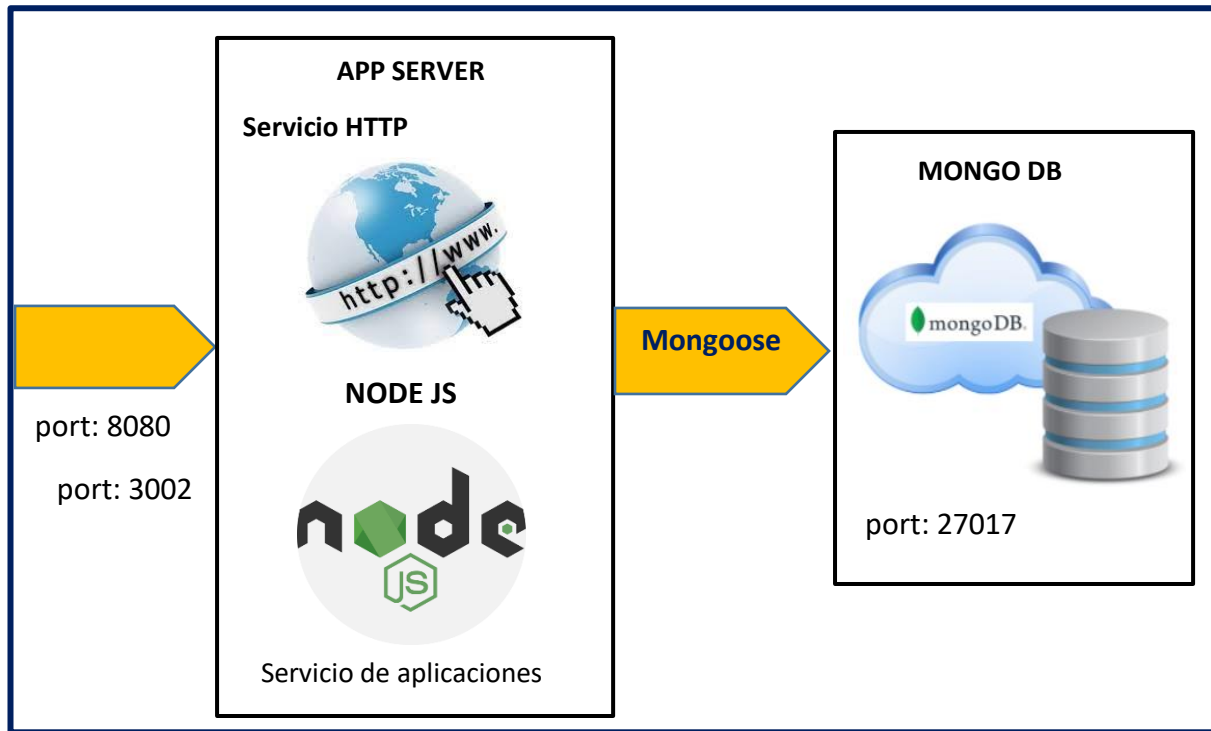 APP SERVER
Servicio HTTP
http://www.
NODE JS
node
JS
Servicio de aplicaciones
port: 8080
port: 3002
Mongoose
MONGO DB
mongoDB.
port: 27017